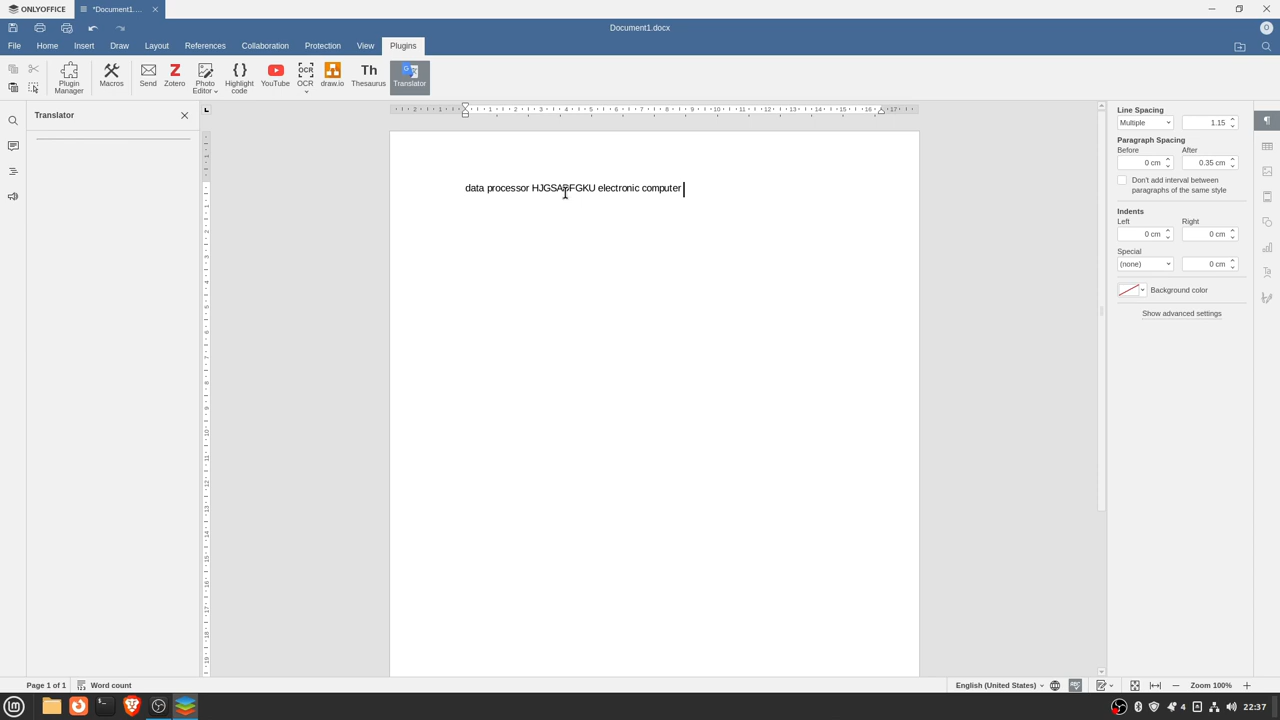 ONLYOFFICE *Document1....
Document1.docx O
File Home Insert Draw Layout References Collaboration Protection View Plugins
Plugin Manager Macros Send Zotero Photo Editor Highlight code YouTube OCR draw.io Thesaurus Translator
Translator
data processor HJGSADFGKU electronic computer
Line Spacing
Multiple 1.15
Paragraph Spacing
Before After
0 cm 0.35 cm
Don't add interval between
paragraphs of the same style
Indents
Left Right
0 cm 0 cm
Special
(none) 0 cm
Background color
Show advanced settings
Page 1 of 1 Word count English (United States) Zoom 100%
4 22:37